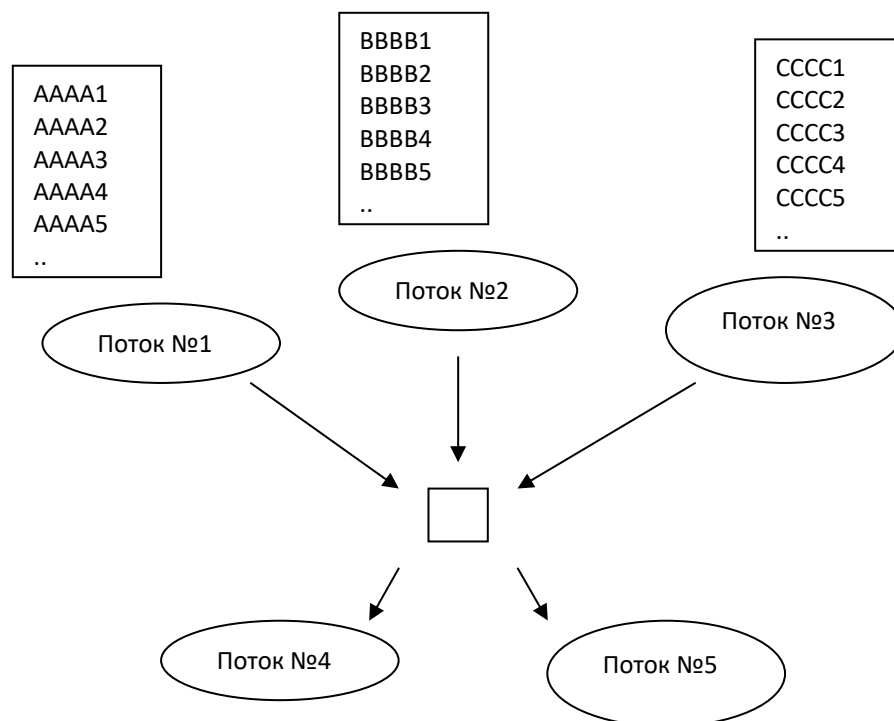 AAAA1
AAAA2
AAAA3
AAAA4
AAAA5
..
BBBB1
BBBB2
BBBB3
BBBB4
BBBB5
..
CCCC1
CCCC2
CCCC3
CCCC4
CCCC5
..
Поток №1
Поток №2
Поток №3
Поток №4
Поток №5